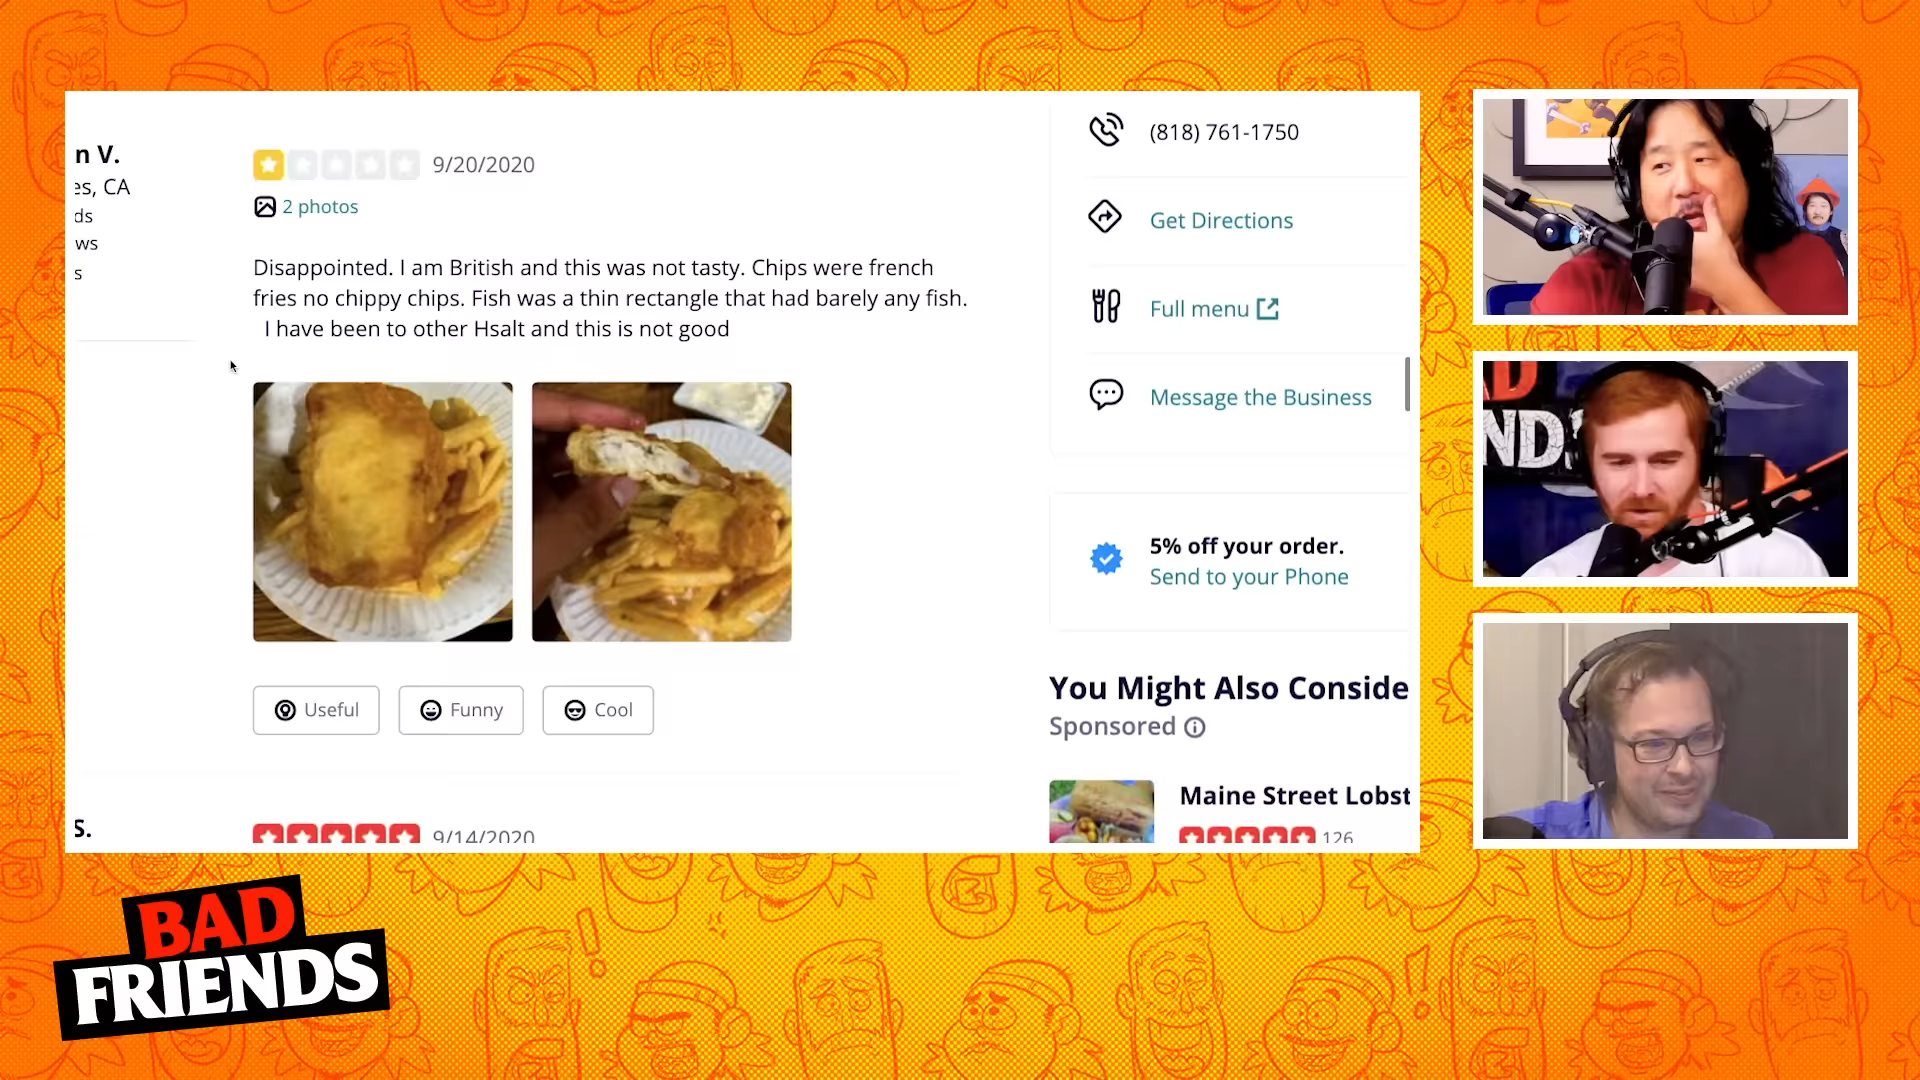 n V.
es, CA
ds
ws
s
9/20/2020
2 photos
Disappointed. I am British and this was not tasty. Chips were french
fries no chippy chips. Fish was a thin rectangle that had barely any fish.
I have been to other Hsalt and this is not good
Useful
Funny
Cool
S.
9/14/2020
(818) 761-1750
Get Directions
Full menu
Message the Business
5% off your order.
Send to your Phone
You Might Also Conside
Sponsored
Maine Street Lobst
126
ND
BAD
FRIENDS